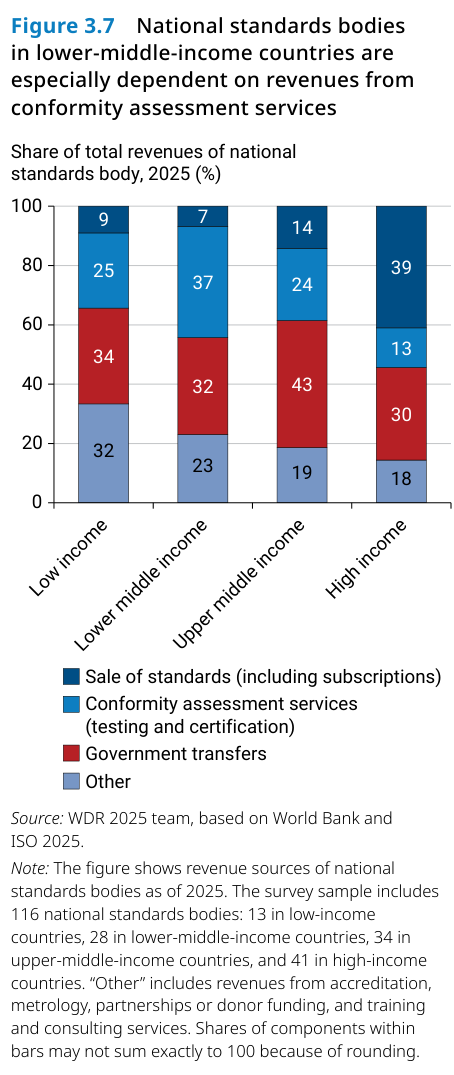 Figure 3.7 National standards bodies
in lower-middle-income countries are
especially dependent on revenues from
conformity assessment services
Share of total revenues of national
standards body, 2025 (%)
100
80
60
40
20
0
9
25
34
32
7
37
32
23
14
24
43
19
39
13
30
18
Low income
Lower middle income
Upper middle income
High income
Sale of standards (including subscriptions)
Conformity assessment services
(testing and certification)
Government transfers
Other
Source: WDR 2025 team, based on World Bank and
ISO 2025.
Note: The figure shows revenue sources of national
standards bodies as of 2025. The survey sample includes
116 national standards bodies: 13 in low-income
countries, 28 in lower-middle-income countries, 34 in
upper-middle-income countries, and 41 in high-income
countries. “Other” includes revenues from accreditation,
metrology, partnerships or donor funding, and training
and consulting services. Shares of components within
bars may not sum exactly to 100 because of rounding.